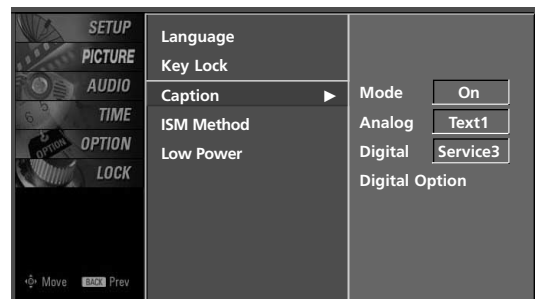 SETUP
PICTURE
AUDIO
TIME
OPTION
LOCK
Move BACK Prev
Language
Key Lock
Caption ▶
ISM Method
Low Power
Mode On
Analog Text1
Digital Service3
Digital Option